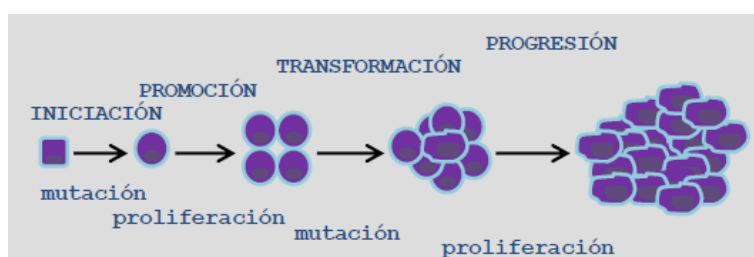 PROGRESIÓN
TRANSFORMACIÓN
PROMOCIÓN
INICIACIÓN
mutación
proliferación
mutación
proliferación